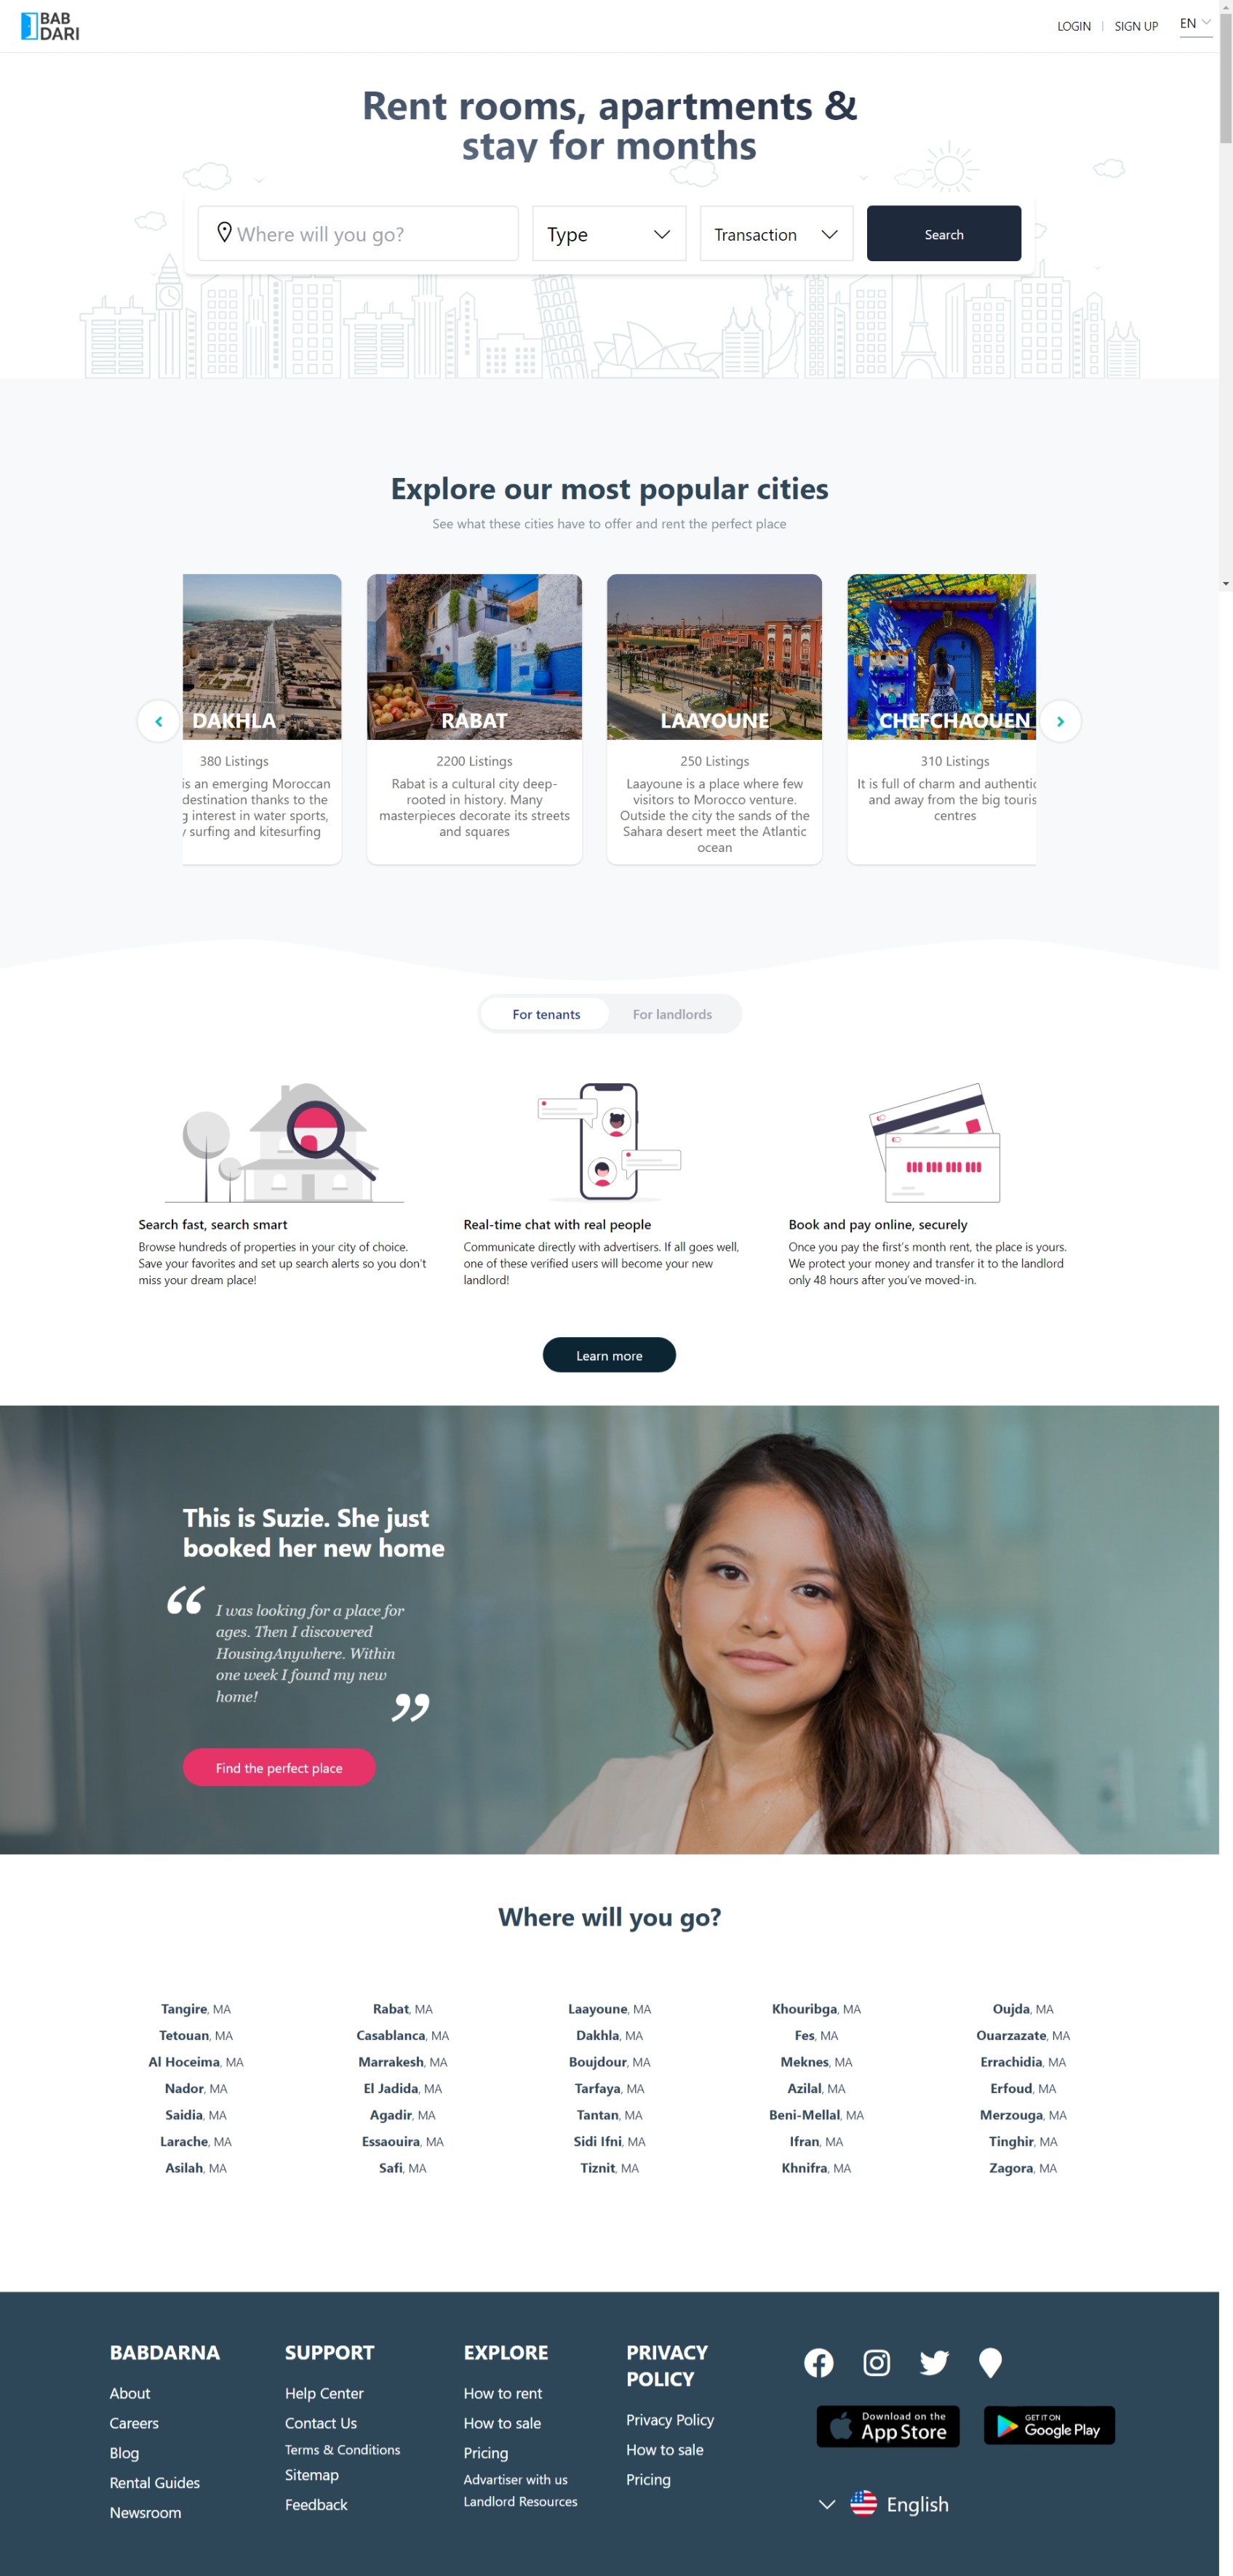 BAB
DARI
LOGIN | SIGN UP EN
Rent rooms, apartments &
stay for months
Where will you go?
Type
Transaction
Search
Explore our most popular cities
See what these cities have to offer and rent the perfect place
DAKHLA
380 Listings
is an emerging Moroccan
destination thanks to the
g interest in water sports,
surfing and kitesurfing
RABAT
2200 Listings
Rabat is a cultural city deep-
rooted in history. Many
masterpieces decorate its streets
and squares
LAAYOUNE
250 Listings
Laayoune is a place where few
visitors to Morocco venture.
Outside the city the sands of the
Sahara desert meet the Atlantic
ocean
CHEFCHAOUEN
310 Listings
It is full of charm and authentic
and away from the big touris
centres
For tenants
For landlords
Search fast, search smart
Browse hundreds of properties in your city of choice.
Save your favorites and set up search alerts so you don't
miss your dream place!
Real-time chat with real people
Communicate directly with advertisers. If all goes well,
one of these verified users will become your new
landlord!
Book and pay online, securely
Once you pay the first's month rent, the place is yours.
We protect your money and transfer it to the landlord
only 48 hours after you've moved-in.
Learn more
This is Suzie. She just
booked her new home
“ I was looking for a place for
ages. Then I discovered
HousingAnywhere. Within
one week I found my new
home! ”
Find the perfect place
Where will you go?
Tangire, MA
Tetouan, MA
Al Hoceima, MA
Nador, MA
Saidia, MA
Larache, MA
Asilah, MA
Rabat, MA
Casablanca, MA
Marrakesh, MA
El Jadida, MA
Agadir, MA
Essaouira, MA
Safi, MA
Laayoune, MA
Dakhla, MA
Boujdour, MA
Tarfaya, MA
Tantan, MA
Sidi Ifni, MA
Tiznit, MA
Khouribga, MA
Fes, MA
Meknes, MA
Azilal, MA
Beni-Mellal, MA
Ifran, MA
Khnifra, MA
Oujda, MA
Ouarzazate, MA
Errachidia, MA
Erfoud, MA
Merzouga, MA
Tinghir, MA
Zagora, MA
BABDARNA
About
Careers
Blog
Rental Guides
Newsroom
SUPPORT
Help Center
Contact Us
Terms & Conditions
Sitemap
Feedback
EXPLORE
How to rent
How to sale
Pricing
Advertiser with us
Landlord Resources
PRIVACY
POLICY
Privacy Policy
How to sale
Pricing
Download on the
App Store
GET IT ON
Google Play
English